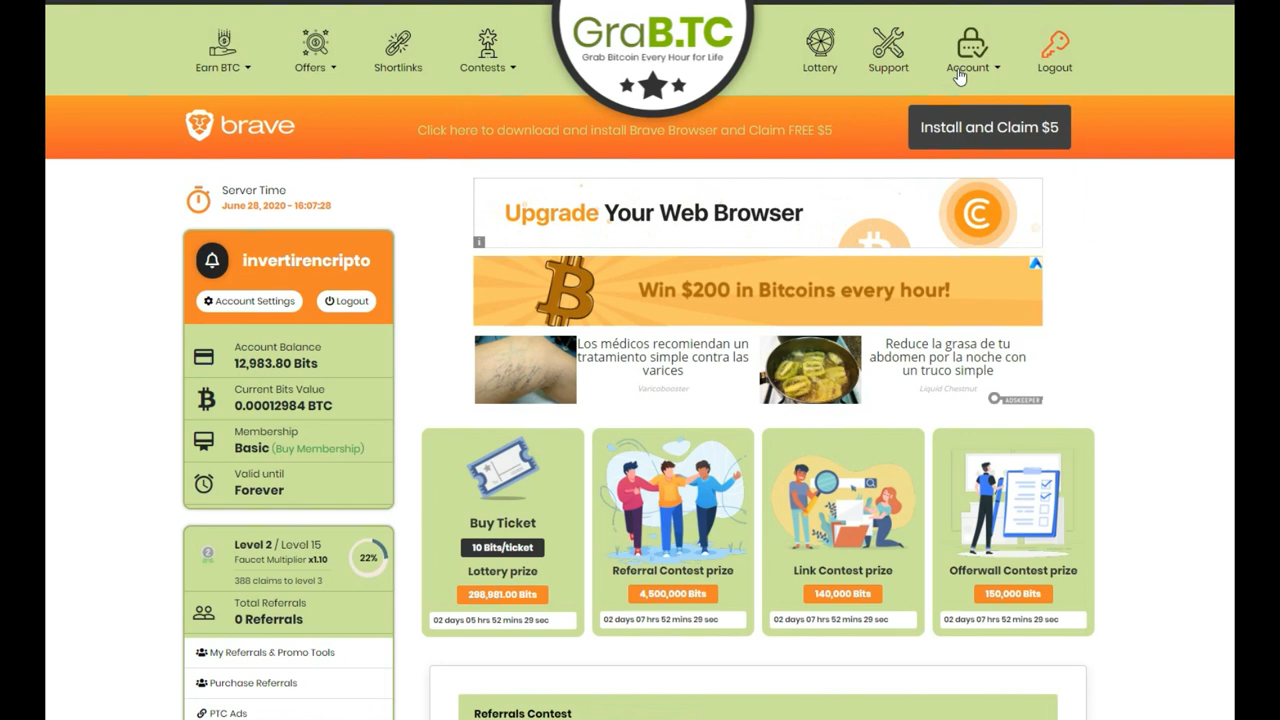 Earn BTC
Offers
Shortlinks
Contests
GraB.TC
Grab Bitcoin Every Hour for Life
Lottery
Support
Account
Logout
brave
Click here to download and install Brave Browser and Claim FREE $5
Install and Claim $5
Server Time
June 28, 2020 - 16:07:28
Upgrade Your Web Browser
invertirencripto
Account Settings
Logout
Win $200 in Bitcoins every hour!
Account Balance
12,983.80 Bits
Current Bits Value
0.00012984 BTC
Membership
Basic (Buy Membership)
Valid until
Forever
Los médicos recomiendan un
tratamiento simple contra las
varices
Varicobooster
Reduce la grasa de tu
abdomen por la noche con
un truco simple
Liquid Chestnut
ADSKEEPER
Buy Ticket
10 Bits/ticket
Lottery prize
298,981.00 Bits
02 days 05 hrs 52 mins 29 sec
Referral Contest prize
4,500,000 Bits
02 days 07 hrs 52 mins 29 sec
Link Contest prize
140,000 Bits
02 days 07 hrs 52 mins 29 sec
Offerwall Contest prize
150,000 Bits
02 days 07 hrs 52 mins 29 sec
2
Level 2 / Level 15
Faucet Multiplier x1.10
388 claims to level 3
22%
Total Referrals
0 Referrals
My Referrals & Promo Tools
Purchase Referrals
PTC Ads
Referrals Contest